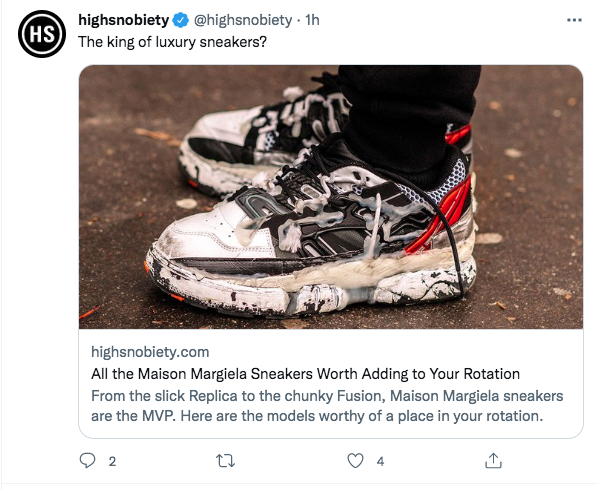 HS
highsnobiety @highsnobiety · 1h
The king of luxury sneakers?
highsnobiety.com
All the Maison Margiela Sneakers Worth Adding to Your Rotation
From the slick Replica to the chunky Fusion, Maison Margiela sneakers
are the MVP. Here are the models worthy of a place in your rotation.
2
4